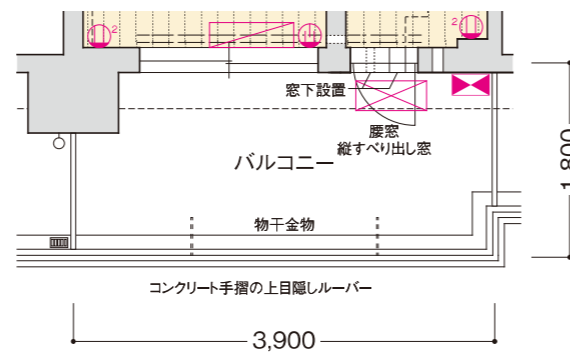 2
2
窓下設置
腰窓
縦すべり出し窓
バルコニー
1,800
物干金物
コンクリート手摺の上目隠しルーバー
3,900